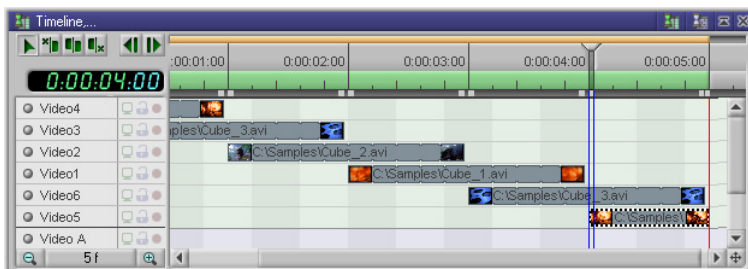 Timeline,...
:00:01:00 0:00:02:00 0:00:03:00 0:00:04:00 0:00:05:00
0:00:04:00
Video4
Video3 ples\Cube_3.avi
Video2 C:\Samples\Cube_2.avi
Video1 C:\Samples\Cube_1.avi
Video6 C:\Samples\Cube_3.avi
Video5 C:\Samples\
Video A
5 f